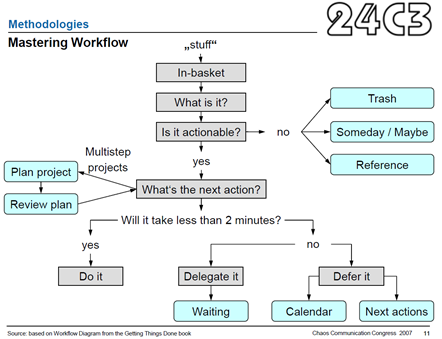 Methodologies
24C3
Mastering Workflow
„stuff“
In-basket
What is it?
Is it actionable?
no
Trash
Someday / Maybe
Reference
yes
Multistep
projects
Plan project
Review plan
What‘s the next action?
Will it take less than 2 minutes?
yes
no
Do it
Delegate it
Defer it
Waiting
Calendar
Next actions
Source: based on Workflow Diagram from the Getting Things Done book
Chaos Communication Congress 2007
11